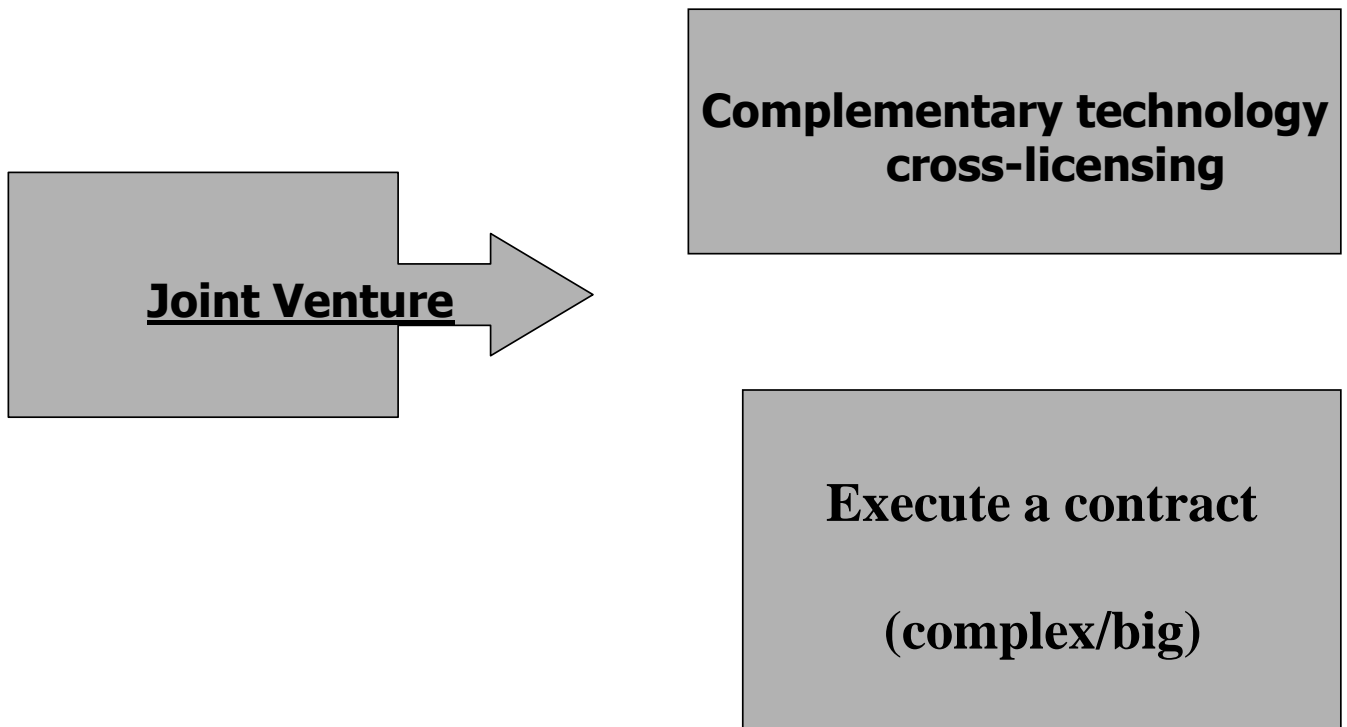 Joint Venture
Complementary technology
cross-licensing
Execute a contract
(complex/big)